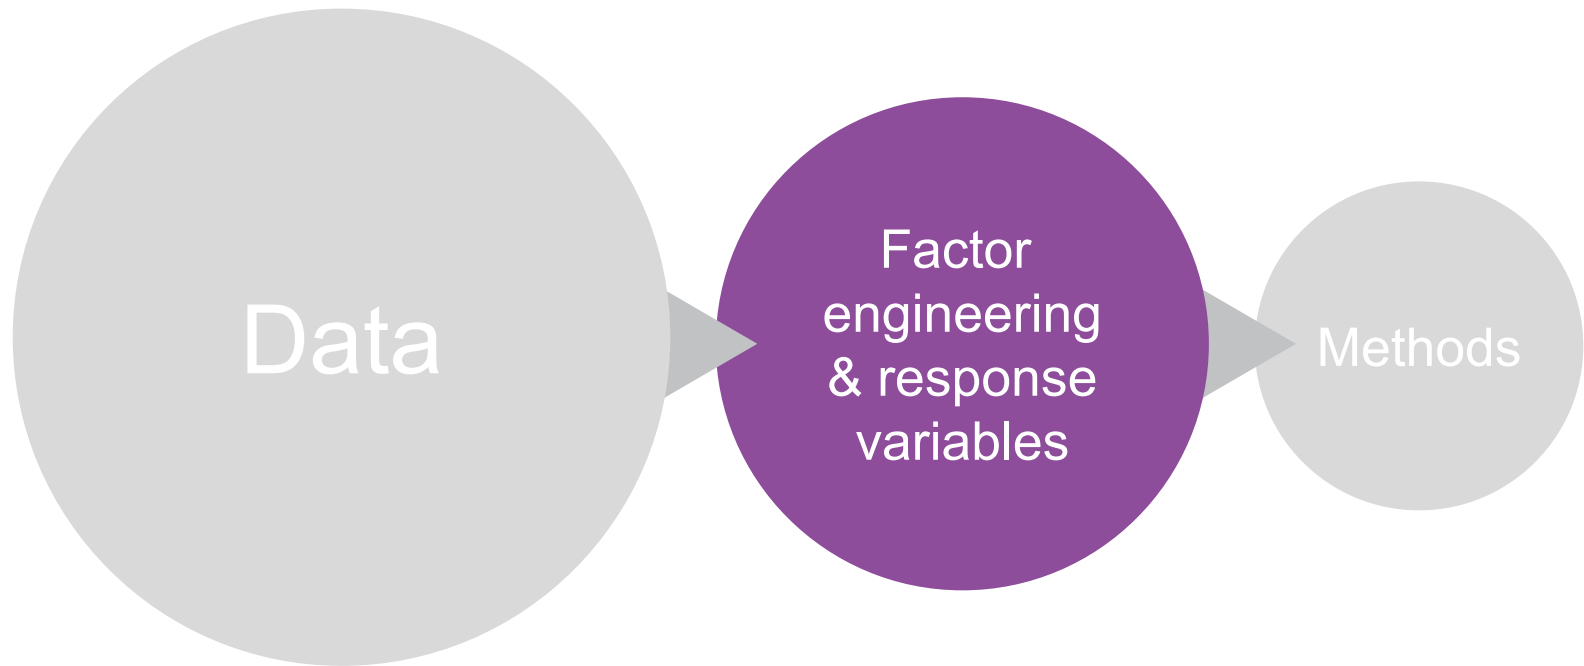 Data
Factor
engineering
& response
variables
Methods